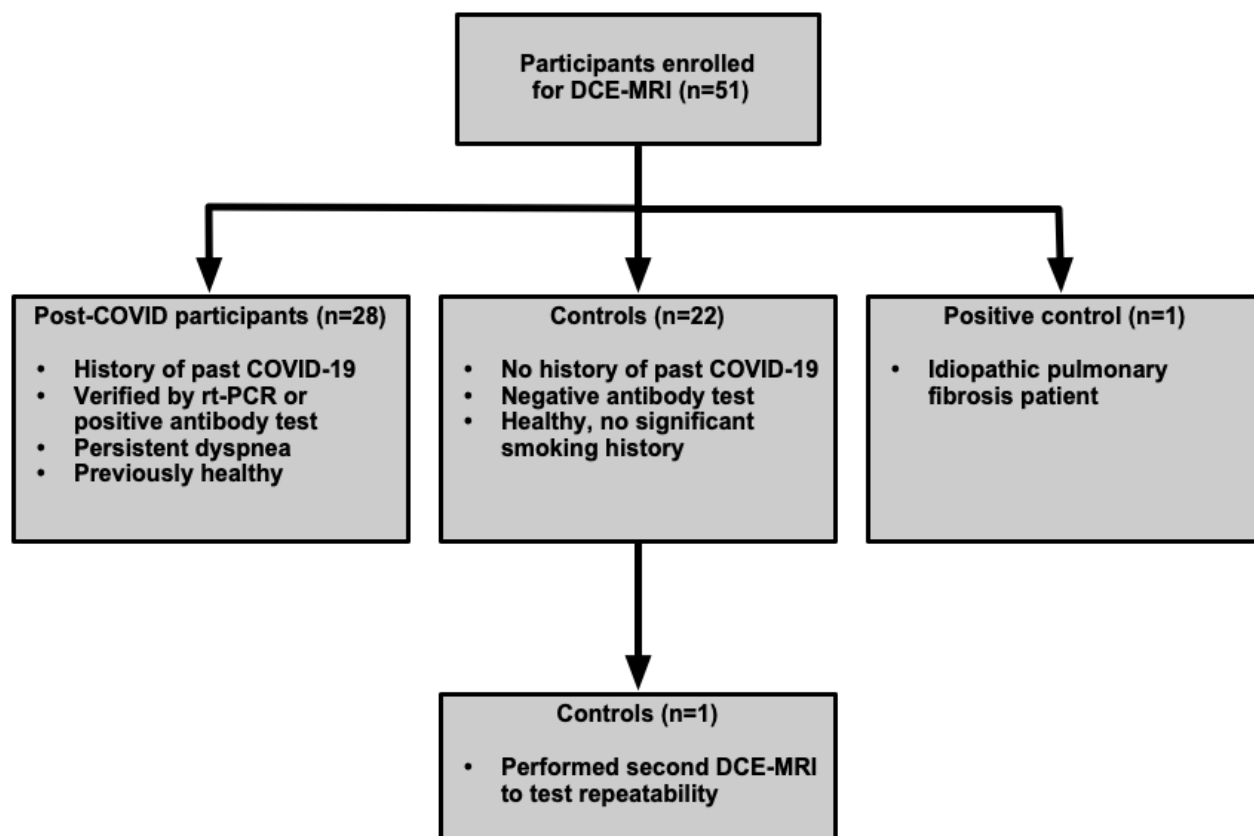 Participants enrolled
for DCE-MRI (n=51)
Post-COVID participants (n=28)
• History of past COVID-19
• Verified by rt-PCR or
positive antibody test
• Persistent dyspnea
• Previously healthy
Controls (n=22)
• No history of past COVID-19
• Negative antibody test
• Healthy, no significant
smoking history
Positive control (n=1)
• Idiopathic pulmonary
fibrosis patient
Controls (n=1)
• Performed second DCE-MRI
to test repeatability